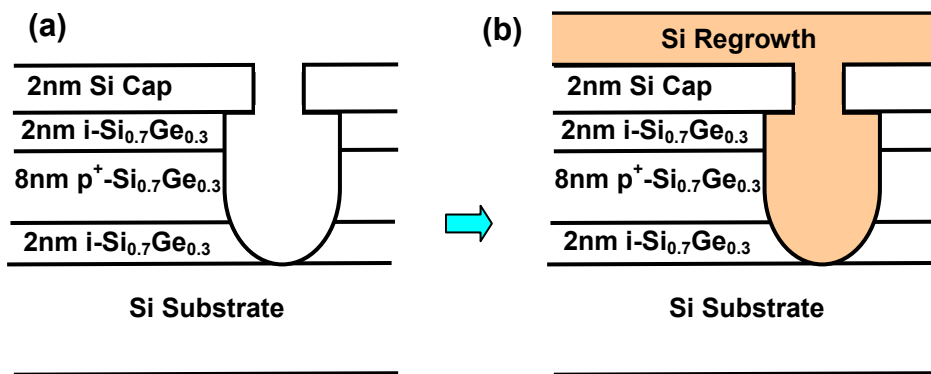 (a)
2nm Si Cap
2nm i-Si₀.₇Ge₀.₃
8nm p⁺-Si₀.₇Ge₀.₃
2nm i-Si₀.₇Ge₀.₃
Si Substrate
(b)
Si Regrowth
2nm Si Cap
2nm i-Si₀.₇Ge₀.₃
8nm p⁺-Si₀.₇Ge₀.₃
2nm i-Si₀.₇Ge₀.₃
Si Substrate